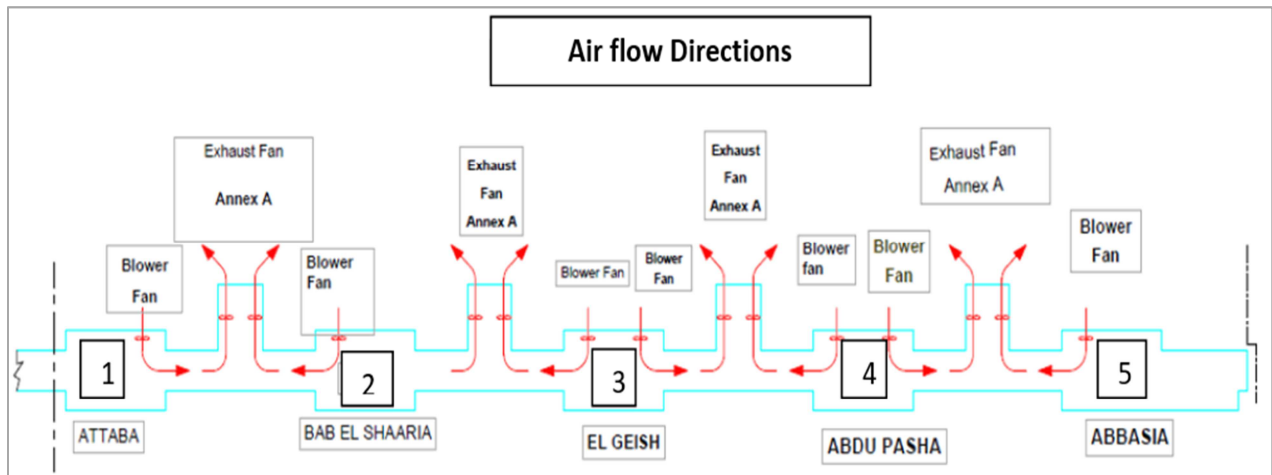 Air flow Directions
Exhaust Fan
Annex A
Exhaust
Fan
Annex A
Exhaust
Fan
Annex A
Exhaust Fan
Annex A
Blower
Fan
Blower
Fan
Blower Fan
Blower
Fan
Blower
fan
Blower
Fan
Blower
Fan
1
2
3
4
5
ATTABA
BAB EL SHAARIA
EL GEISH
ABDU PASHA
ABBASIA